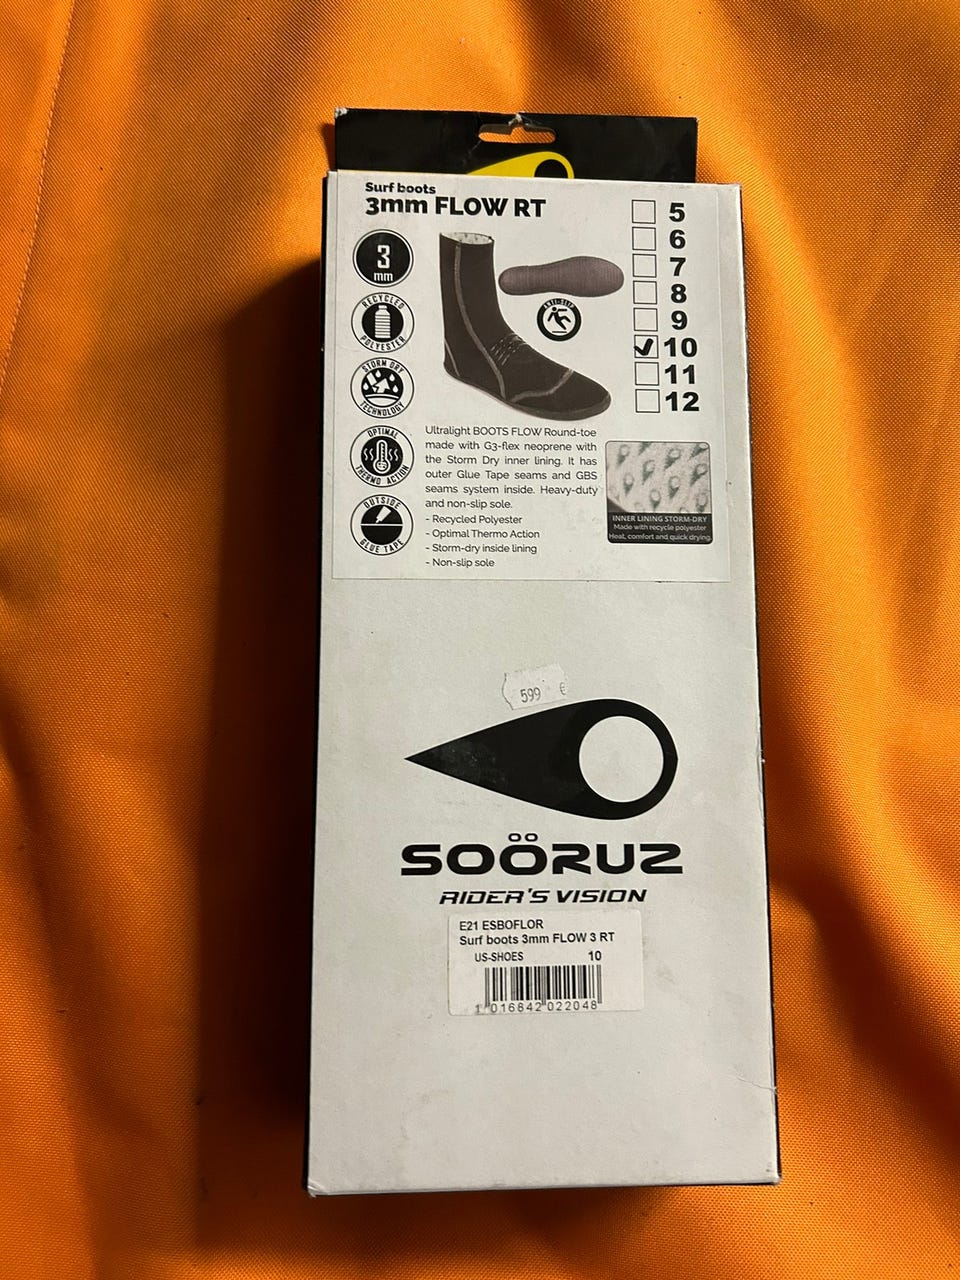 Surf boots
3mm FLOW RT
3
mm
RECYCLED
POLYESTER
STORM DRY
TECHNOLOGY
OPTIMAL
THERMO ACTION
OUTSIDE
GLUE TAPE
ANTI-SLIP
5
6
7
8
9
10
11
12
Ultralight BOOTS FLOW Round-toe
made with G3-flex neoprene with
the Storm Dry inner lining. It has
outer Glue Tape seams and GBS
seams system inside. Heavy-duty
and non-slip sole.
- Recycled Polyester
- Optimal Thermo Action
- Storm-dry inside lining
- Non-slip sole
INNER LINING STORM-DRY
Made with recycle polyester
Heat, comfort and quick drying.
599 €
SOÖRUZ
RIDER'S VISION
E21 ESBOFLOR
Surf boots 3mm FLOW 3 RT
US-SHOES 10
1 016842 022048